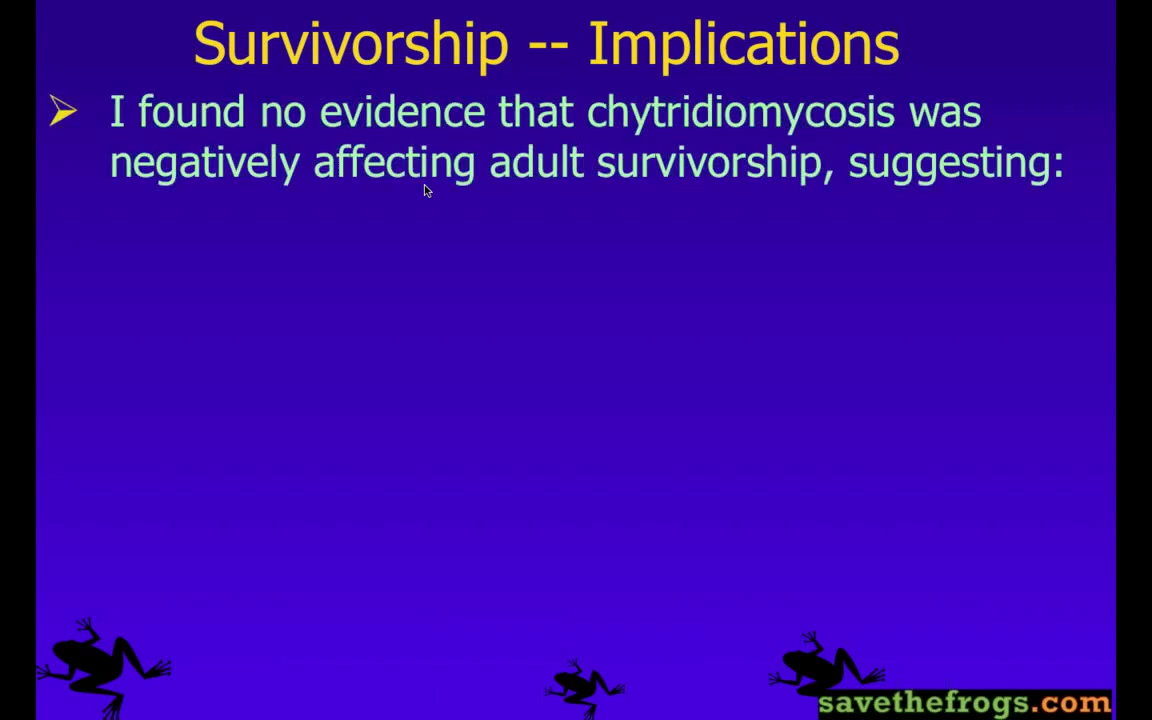 Survivorship -- Implications
I found no evidence that chytridiomycosis was
negatively affecting adult survivorship, suggesting:
savethefrogs.com